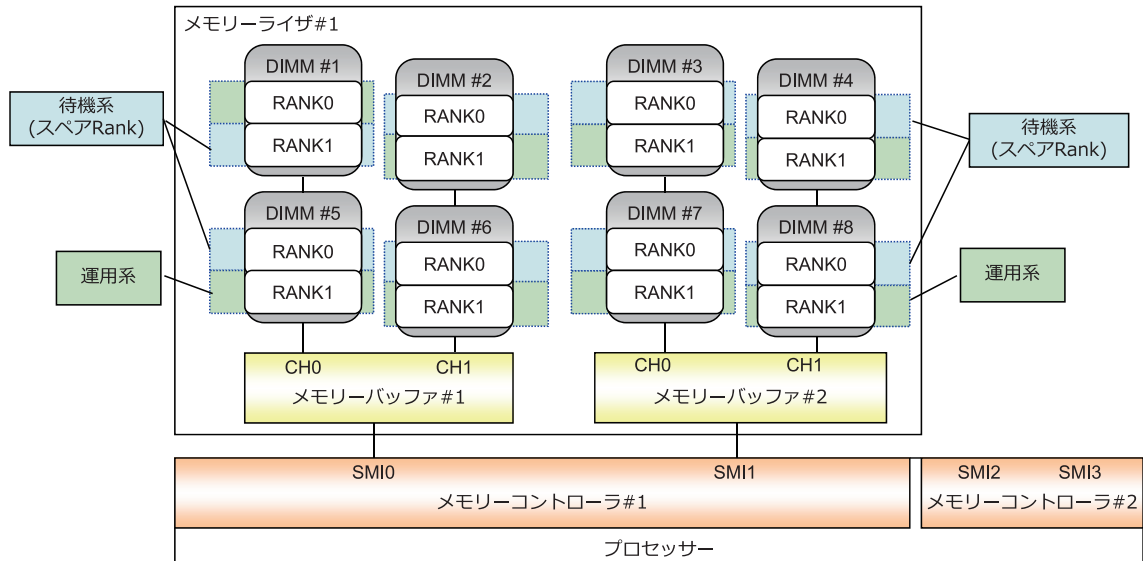 メモリーライザ#1
DIMM #1
RANK0
RANK1
DIMM #2
RANK0
RANK1
DIMM #3
RANK0
RANK1
DIMM #4
RANK0
RANK1
待機系
(スペアRank)
待機系
(スペアRank)
DIMM #5
RANK0
RANK1
DIMM #6
RANK0
RANK1
DIMM #7
RANK0
RANK1
DIMM #8
RANK0
RANK1
運用系
運用系
CH0 CH1
メモリーバッファ#1
CH0 CH1
メモリーバッファ#2
SMI0 SMI1
メモリーコントローラ#1
SMI2 SMI3
メモリーコントローラ#2
プロセッサー